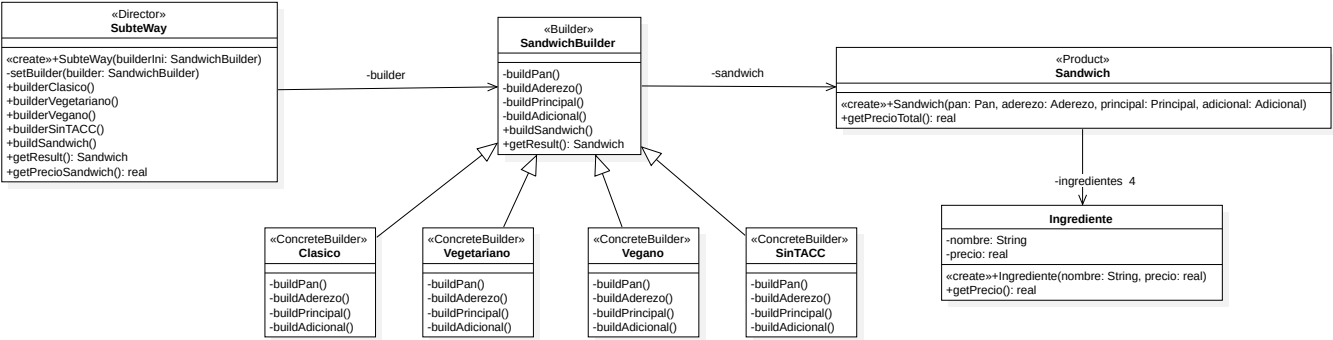 «Director»
SubteWay
«create»+SubteWay(builderIni: SandwichBuilder)
-setBuilder(builder: SandwichBuilder)
+builderClasico()
+builderVegetariano()
+builderVegano()
+builderSinTACC()
+buildSandwich()
+getResult(): Sandwich
+getPrecioSandwich(): real
-builder
«Builder»
SandwichBuilder
-buildPan()
-buildAderezo()
-buildPrincipal()
-buildAdicional()
+buildSandwich()
+getResult(): Sandwich
-sandwich
«Product»
Sandwich
«create»+Sandwich(pan: Pan, aderezo: Aderezo, principal: Principal, adicional: Adicional)
+getPrecioTotal(): real
-ingredientes 4
Ingrediente
-nombre: String
-precio: real
«create»+Ingrediente(nombre: String, precio: real)
+getPrecio(): real
«ConcreteBuilder»
Clasico
-buildPan()
-buildAderezo()
-buildPrincipal()
-buildAdicional()
«ConcreteBuilder»
Vegetariano
-buildPan()
-buildAderezo()
-buildPrincipal()
-buildAdicional()
«ConcreteBuilder»
Vegano
-buildPan()
-buildAderezo()
-buildPrincipal()
-buildAdicional()
«ConcreteBuilder»
SinTACC
-buildPan()
-buildAderezo()
-buildPrincipal()
-buildAdicional()